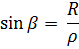 sin β = R/ρ